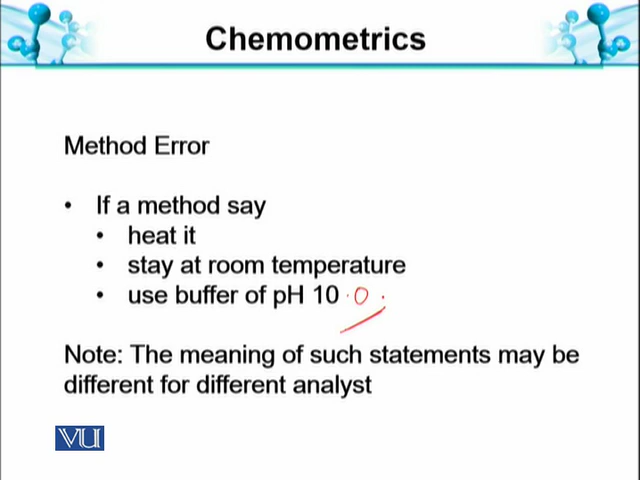 Chemometrics
Method Error
• If a method say
• heat it
• stay at room temperature
• use buffer of pH 10 .0.
Note: The meaning of such statements may be
different for different analyst
VU